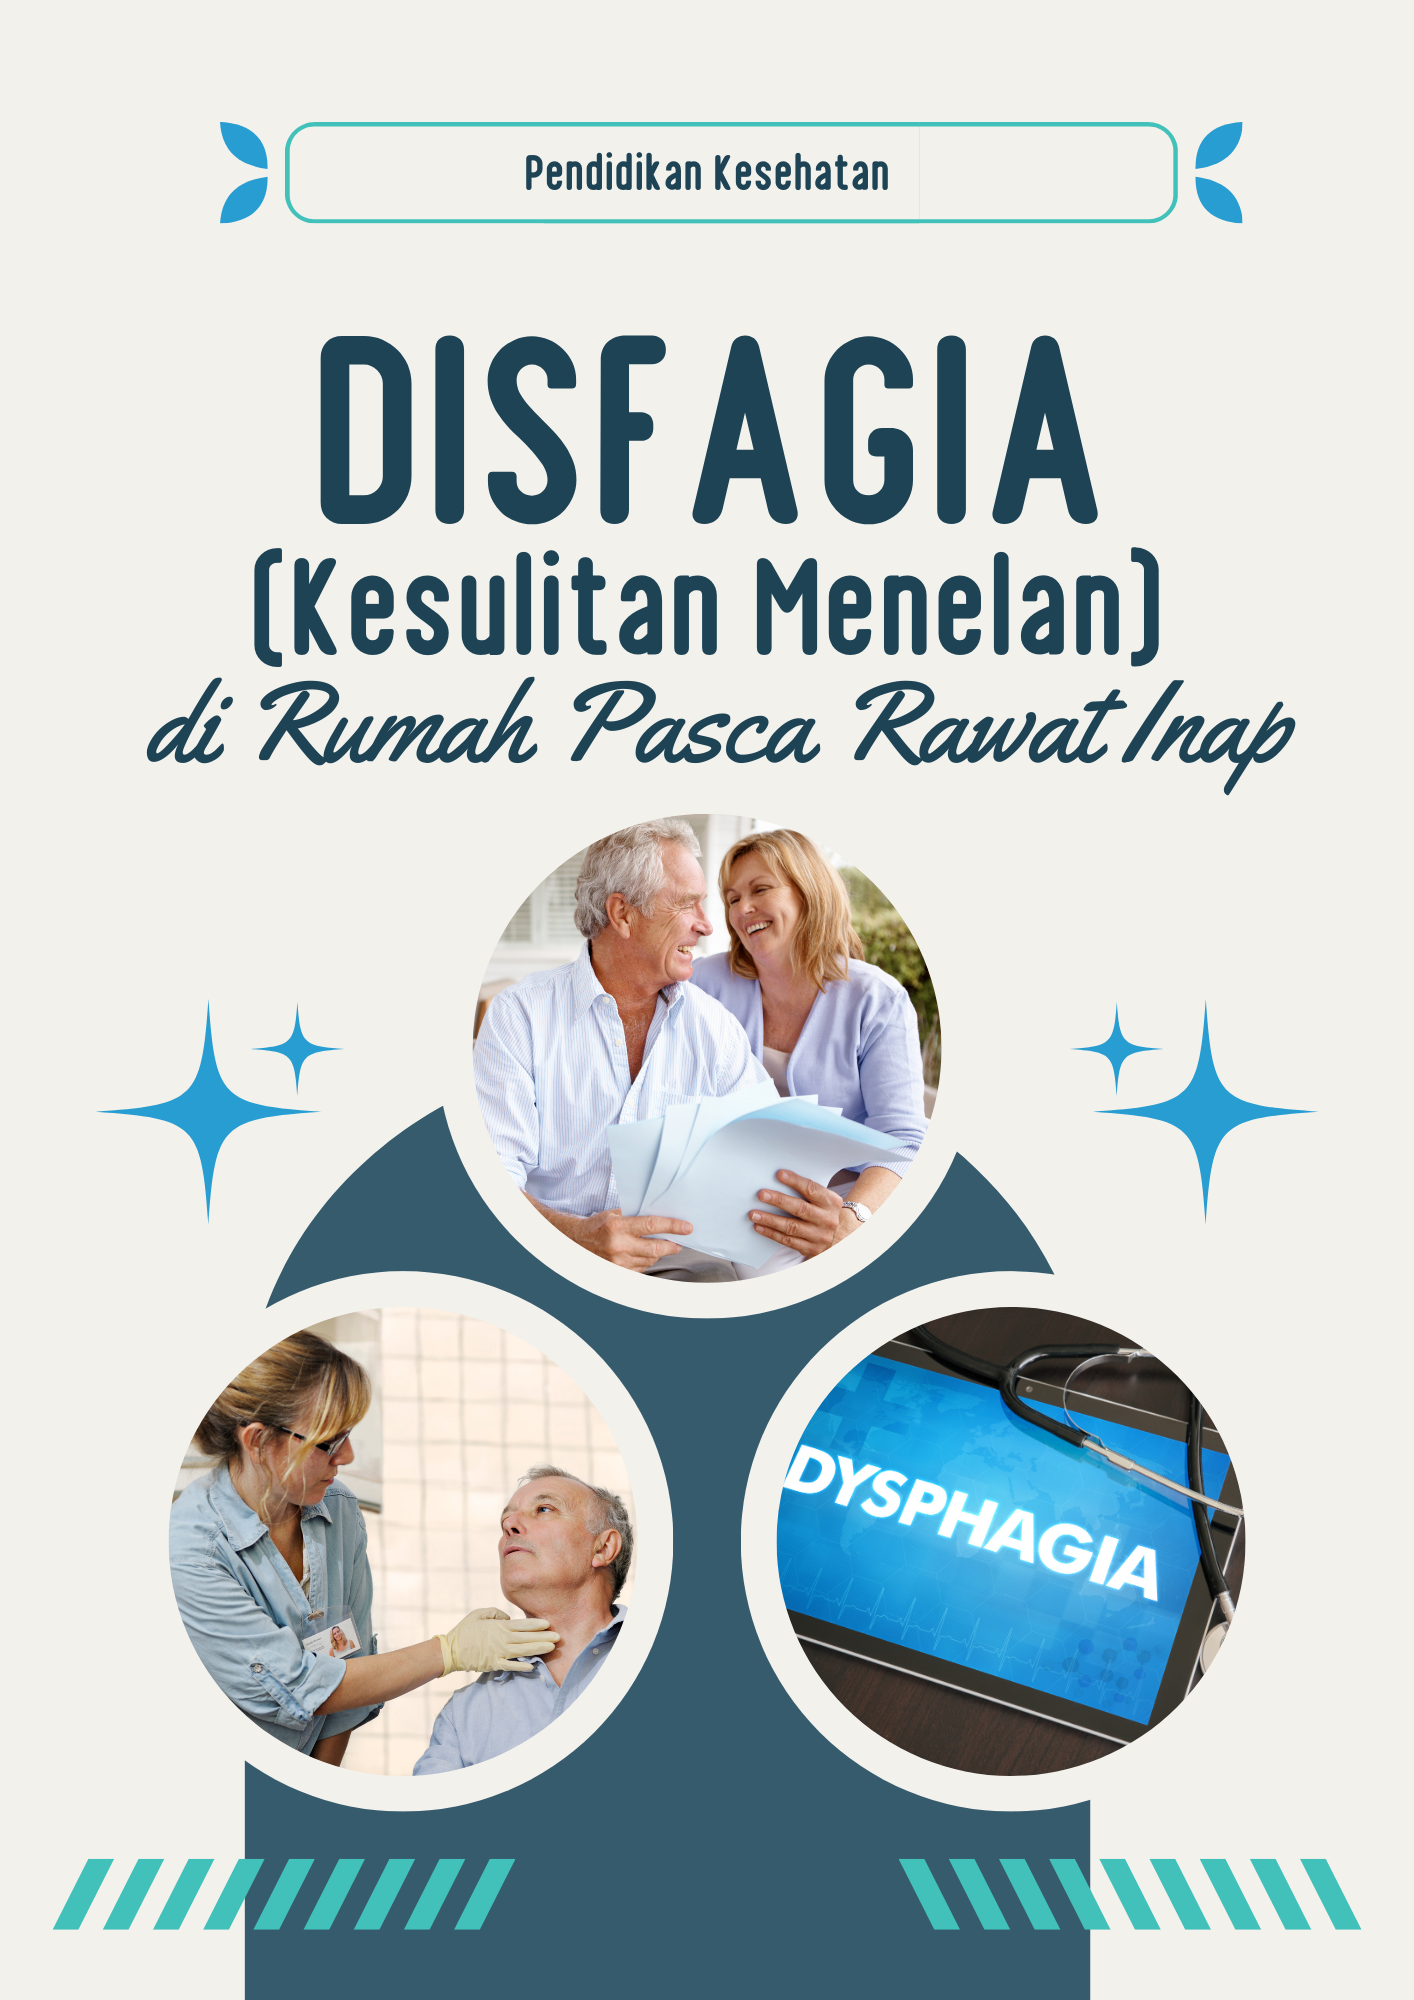 Pendidikan Kesehatan
DISFAGIA
(Kesulitan Menelan)
di Rumah Pasca Rawat Inap
DYSPHAGIA